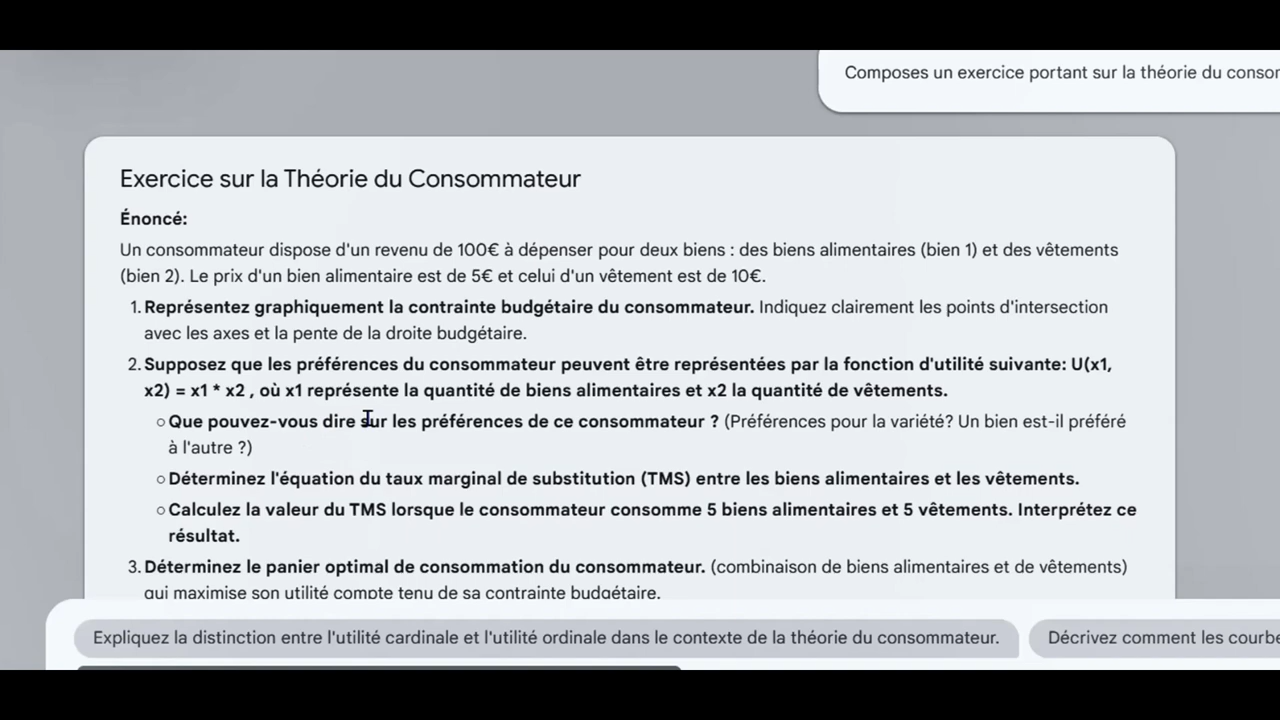 Composes un exercice portant sur la théorie du
Exercice sur la Théorie du Consommateur
Énoncé:
Un consommateur dispose d'un revenu de 100€ à dépenser pour deux biens : des biens alimentaires (bien 1) et des vêtements
(bien 2). Le prix d'un bien alimentaire est de 5€ et celui d'un vêtement est de 10€.
1. Représentez graphiquement la contrainte budgétaire du consommateur. Indiquez clairement les points d'intersection
avec les axes et la pente de la droite budgétaire.
2. Supposez que les préférences du consommateur peuvent être représentées par la fonction d'utilité suivante: U(x1,
x2) = x1 * x2 , où x1 représente la quantité de biens alimentaires et x2 la quantité de vêtements.
○ Que pouvez-vous dire sur les préférences de ce consommateur ? (Préférences pour la variété? Un bien est-il préféré
à l'autre ?)
○ Déterminez l'équation du taux marginal de substitution (TMS) entre les biens alimentaires et les vêtements.
○ Calculez la valeur du TMS lorsque le consommateur consomme 5 biens alimentaires et 5 vêtements. Interprétez ce
résultat.
3. Déterminez le panier optimal de consommation du consommateur. (combinaison de biens alimentaires et de vêtements)
qui maximise son utilité compte tenu de sa contrainte budgétaire.
Expliquez la distinction entre l'utilité cardinale et l'utilité ordinale dans le contexte de la théorie du consommateur.
Décrivez comment les